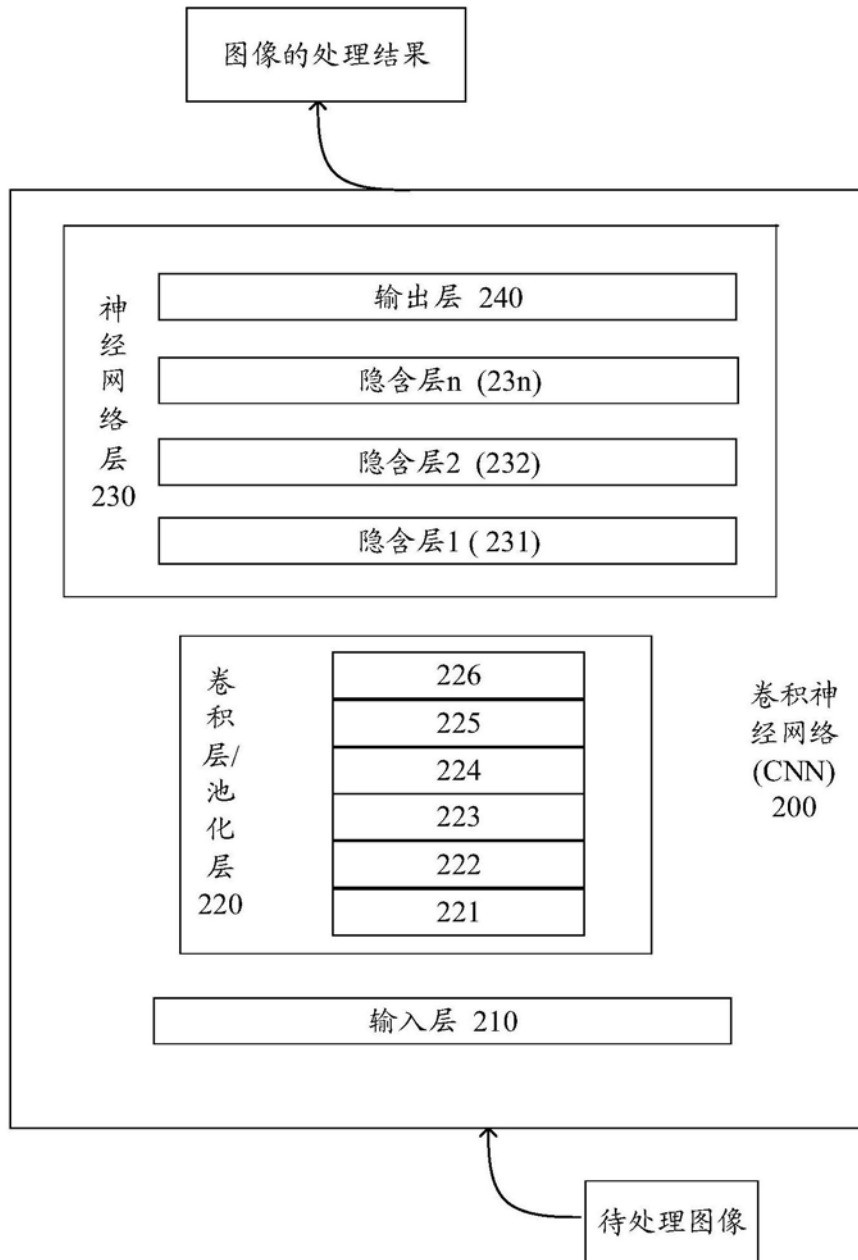 图像的处理结果
神
经
网
络
层
230
输出层 240
隐含层n (23n)
隐含层2 (232)
隐含层1 ( 231)
卷
积
层/
池
化
层
220
226
225
224
223
222
221
卷积神
经网络
(CNN)
200
输入层 210
待处理图像